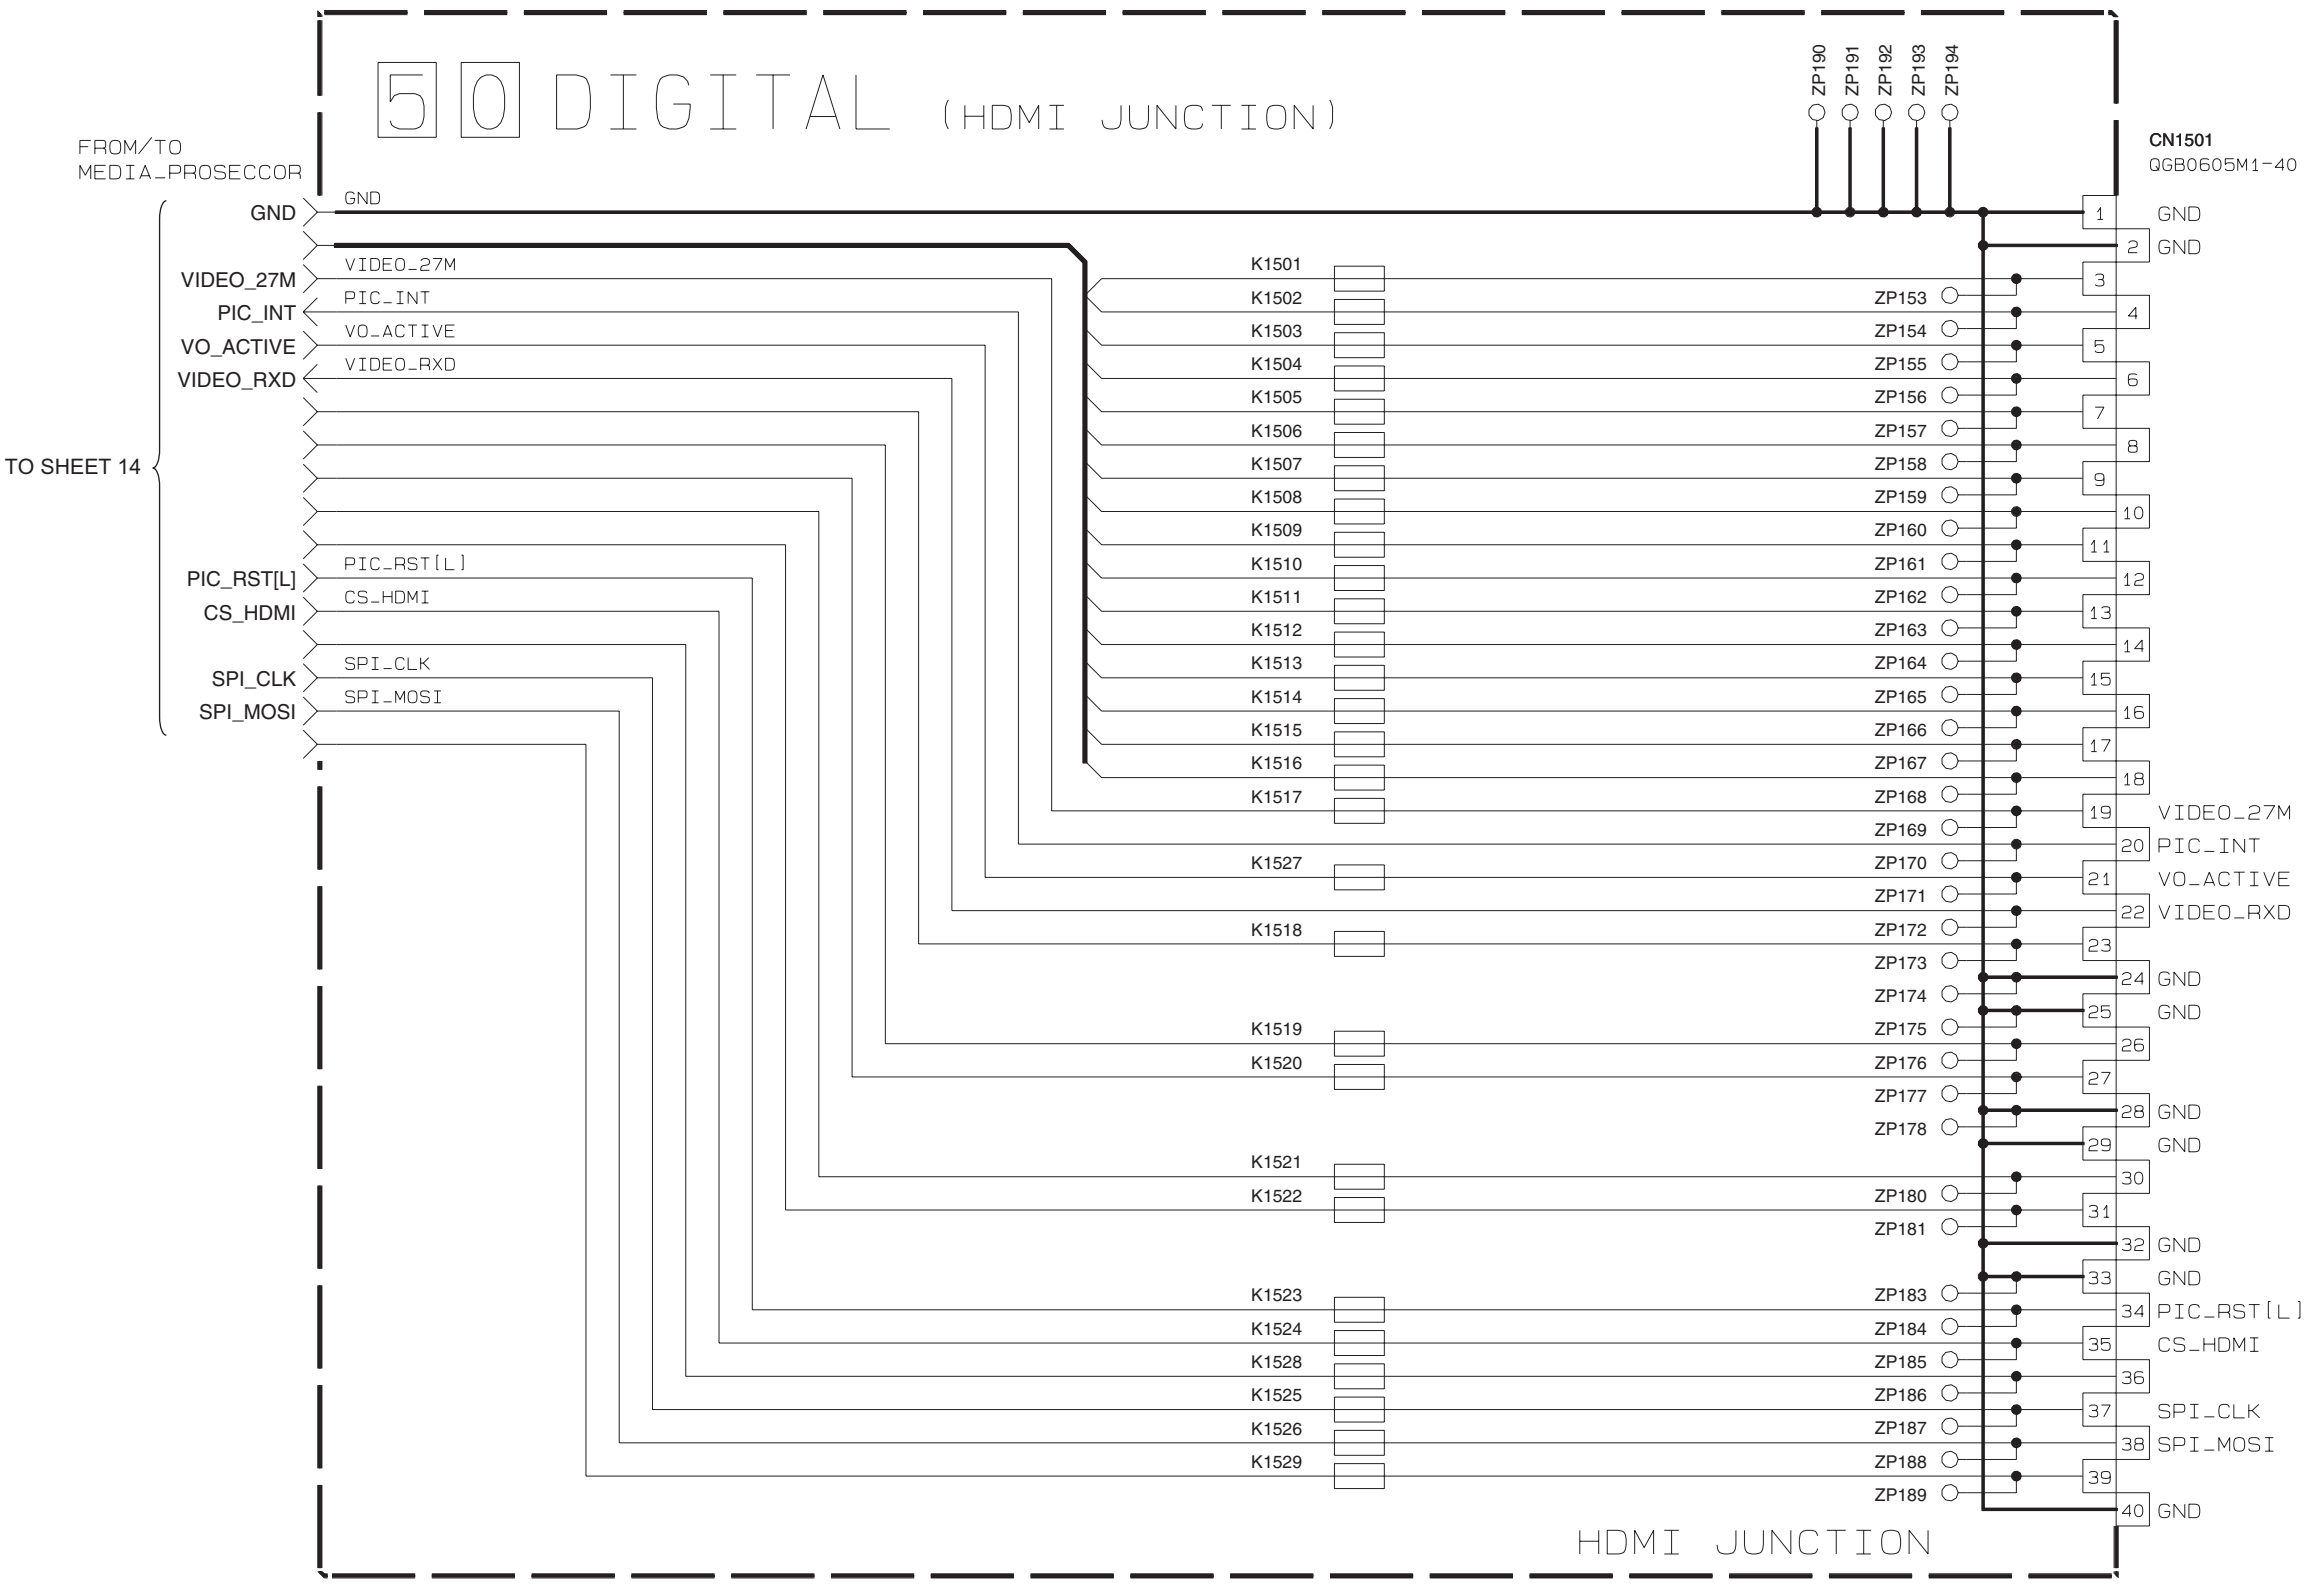 50 DIGITAL (HDMI JUNCTION)
ZP190
ZP191
ZP192
ZP193
ZP194
FROM/TO
MEDIA_PROSECCOR
CN1501
QGB0605M1-40
TO SHEET 14
GND
VIDEO_27M
PIC_INT
VO_ACTIVE
VIDEO_RXD
PIC_RST[L]
CS_HDMI
SPI_CLK
SPI_MOSI
GND
VIDEO_27M
PIC_INT
VO_ACTIVE
VIDEO_RXD
PIC_RST[L]
CS_HDMI
SPI_CLK
SPI_MOSI
K1501
K1502
K1503
K1504
K1505
K1506
K1507
K1508
K1509
K1510
K1511
K1512
K1513
K1514
K1515
K1516
K1517
K1527
K1518
K1519
K1520
K1521
K1522
K1523
K1524
K1528
K1525
K1526
K1529
ZP153
ZP154
ZP155
ZP156
ZP157
ZP158
ZP159
ZP160
ZP161
ZP162
ZP163
ZP164
ZP165
ZP166
ZP167
ZP168
ZP169
ZP170
ZP171
ZP172
ZP173
ZP174
ZP175
ZP176
ZP177
ZP178
ZP180
ZP181
ZP183
ZP184
ZP185
ZP186
ZP187
ZP188
ZP189
1 GND
2 GND
3
4
5
6
7
8
9
10
11
12
13
14
15
16
17
18
19 VIDEO_27M
20 PIC_INT
21 VO_ACTIVE
22 VIDEO_RXD
23
24 GND
25 GND
26
27
28 GND
29 GND
30
31
32 GND
33 GND
34 PIC_RST[L]
35 CS_HDMI
36
37 SPI_CLK
38 SPI_MOSI
39
40 GND
HDMI JUNCTION